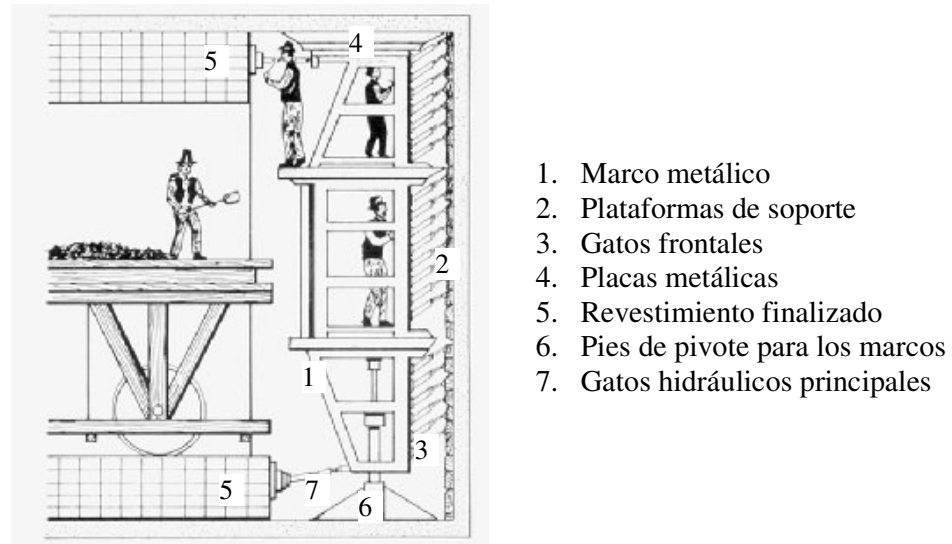 4
5
2
1
3
5
7
6
1. Marco metálico
2. Plataformas de soporte
3. Gatos frontales
4. Placas metálicas
5. Revestimiento finalizado
6. Pies de pivote para los marcos
7. Gatos hidráulicos principales